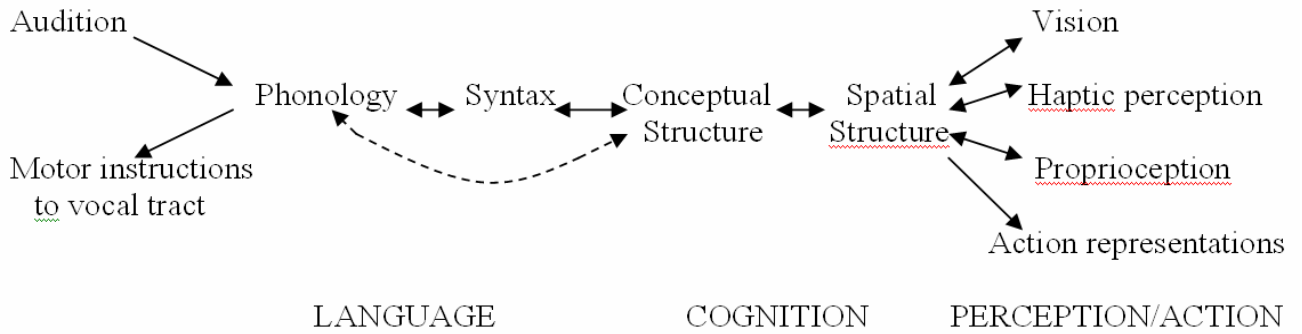 Audition
Vision
Phonology Syntax Conceptual Spatial Haptic perception
Structure Structure
Motor instructions Proprioception
to vocal tract
Action representations
LANGUAGE COGNITION PERCEPTION/ACTION